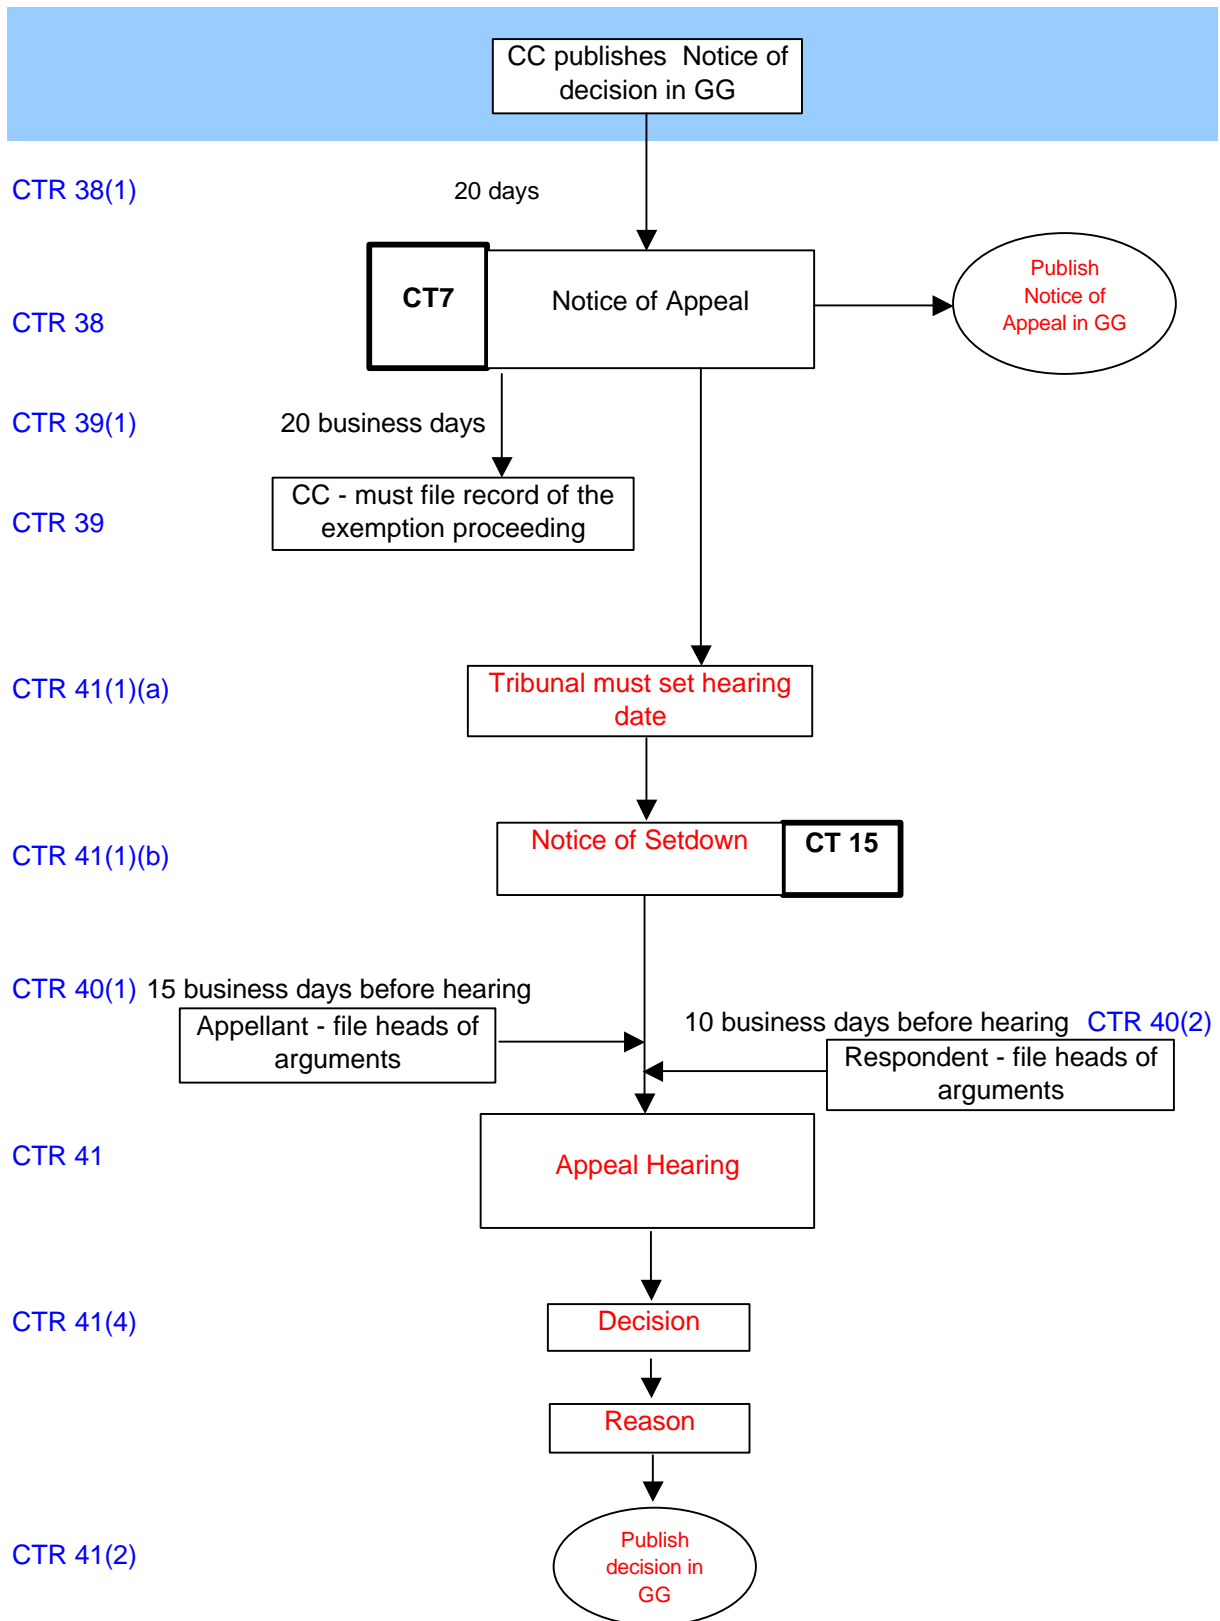 CC publishes  Notice of
decision in GG
CTR 38(1)
20 days
CT7
Notice of Appeal
Publish
Notice of
Appeal in GG
CTR 38
CTR 39(1)
20 business days
CC - must file record of the
exemption proceeding
CTR 39
CTR 41(1)(a)
Tribunal must set hearing
date
CTR 41(1)(b)
Notice of Setdown
CT 15
CTR 40(1) 15 business days before hearing
Appellant - file heads of
arguments
10 business days before hearing CTR 40(2)
Respondent - file heads of
arguments
CTR 41
Appeal Hearing
CTR 41(4)
Decision
Reason
CTR 41(2)
Publish
decision in
GG